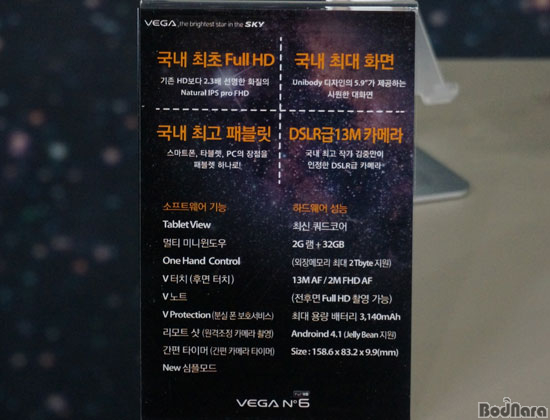 VEGA, the brightest star in the SKY
국내 최초 Full HD
기존 HD보다 2.3배 선명한 화질의
Natural IPS pro FHD
국내 최대 화면
Unibody 디자인의 5.9"가 제공하는
시원한 대화면
국내 최고 패블릿
스마트폰, 타블렛, PC의 장점을
패블렛 하나로!
DSLR급 13M 카메라
국내 최고 작가 김중만이
인정한 DSLR급 카메라
소프트웨어 기능
Tablet View
멀티 미니윈도우
One Hand Control
V 터치 (후면 터치)
V 노트
V Protection (분실 폰 보호서비스)
리모트 샷 (원격조정 카메라 촬영)
간편 타이머 (간편 카메라 타이머)
New 심플모드
하드웨어 성능
최신 쿼드코어
2G 램 + 32GB
(외장메모리 최대 2Tbyte 지원)
13M AF / 2M FHD AF
(전후면 Full HD 촬영 가능)
최대 용량 배터리 3,140mAh
Androind 4.1 (Jelly Bean 지원)
Size : 158.6 x 83.2 x 9.9(mm)
VEGA Nº6
BodNara